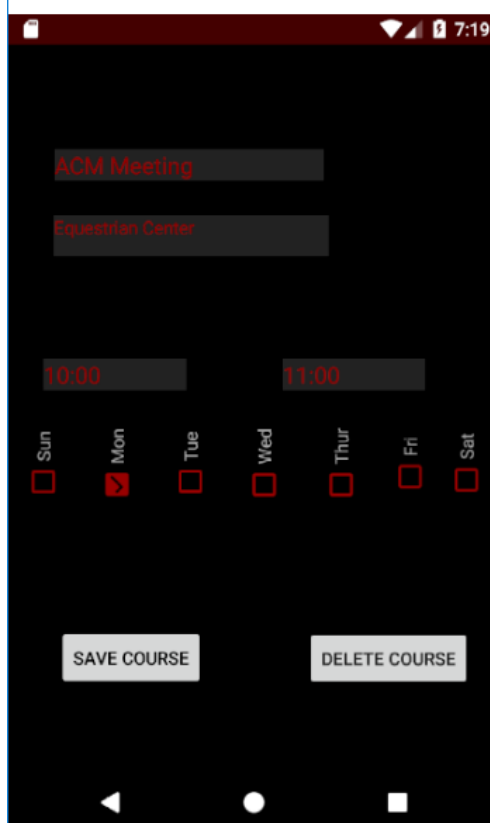 7:19
ACM Meeting
Equestrian Center
10:00 11:00
Sun Mon Tue Wed Thur Fri Sat
SAVE COURSE DELETE COURSE